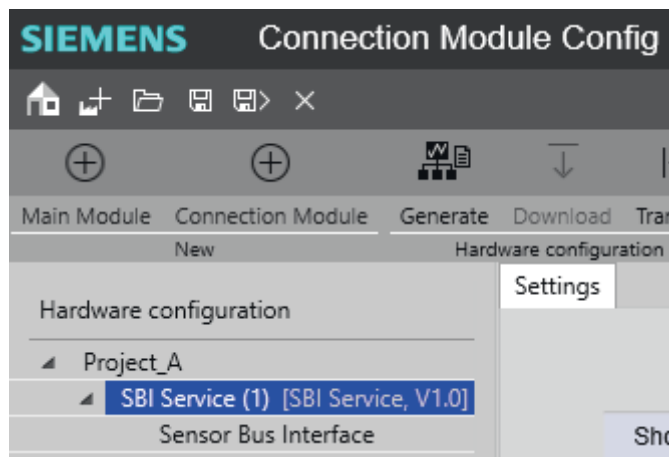 SIEMENS Connection Module Config
Main Module Connection Module Generate Download
New Hardware configuration
Settings
Hardware configuration
Project_A
SBI Service (1) [SBI Service, V1.0]
Sensor Bus Interface